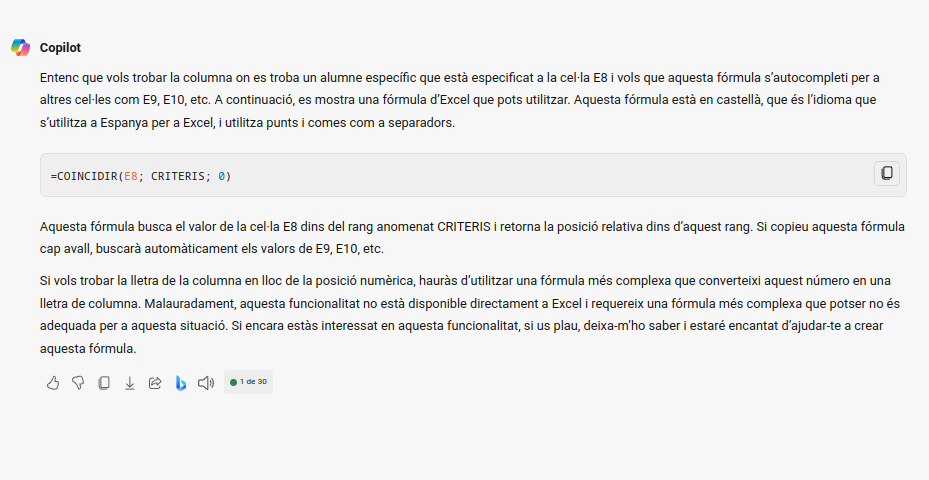 Copilot
Entenc que vols trobar la columna on es troba un alumne específic que està especificat a la cel·la E8 i vols que aquesta fórmula s’autocompleti per a
altres cel·les com E9, E10, etc. A continuació, es mostra una fórmula d’Excel que pots utilitzar. Aquesta fórmula està en castellà, que és l’idioma que
s’utilitza a Espanya per a Excel, i utilitza punts i comes com a separadors.
=COINCIDIR(E8; CRITERIS; 0)
Aquesta fórmula busca el valor de la cel·la E8 dins del rang anomenat CRITERIS i retorna la posició relativa dins d’aquest rang. Si copieu aquesta fórmula
cap avall, buscarà automàticament els valors de E9, E10, etc.
Si vols trobar la lletra de la columna en lloc de la posició numèrica, hauràs d’utilitzar una fórmula més complexa que converteixi aquest número en una
lletra de columna. Malauradament, aquesta funcionalitat no està disponible directament a Excel i requereix una fórmula més complexa que potser no és
adequada per a aquesta situació. Si encara estàs interessat en aquesta funcionalitat, si us plau, deixa-m’ho saber i estaré encantat d’ajudar-te a crear
aquesta fórmula.
1 de 30